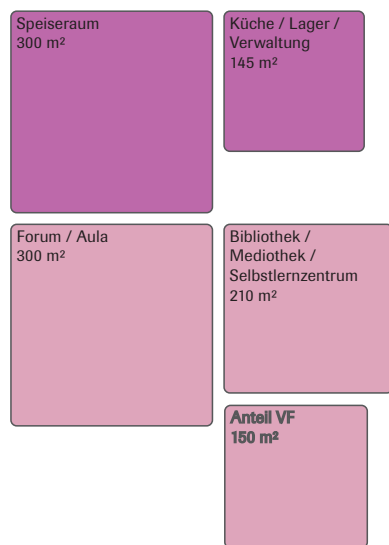 Speiseraum
300 m²
Küche / Lager /
Verwaltung
145 m²
Forum / Aula
300 m²
Bibliothek /
Mediothek /
Selbstlernzentrum
210 m²
Anteil VF
150 m²